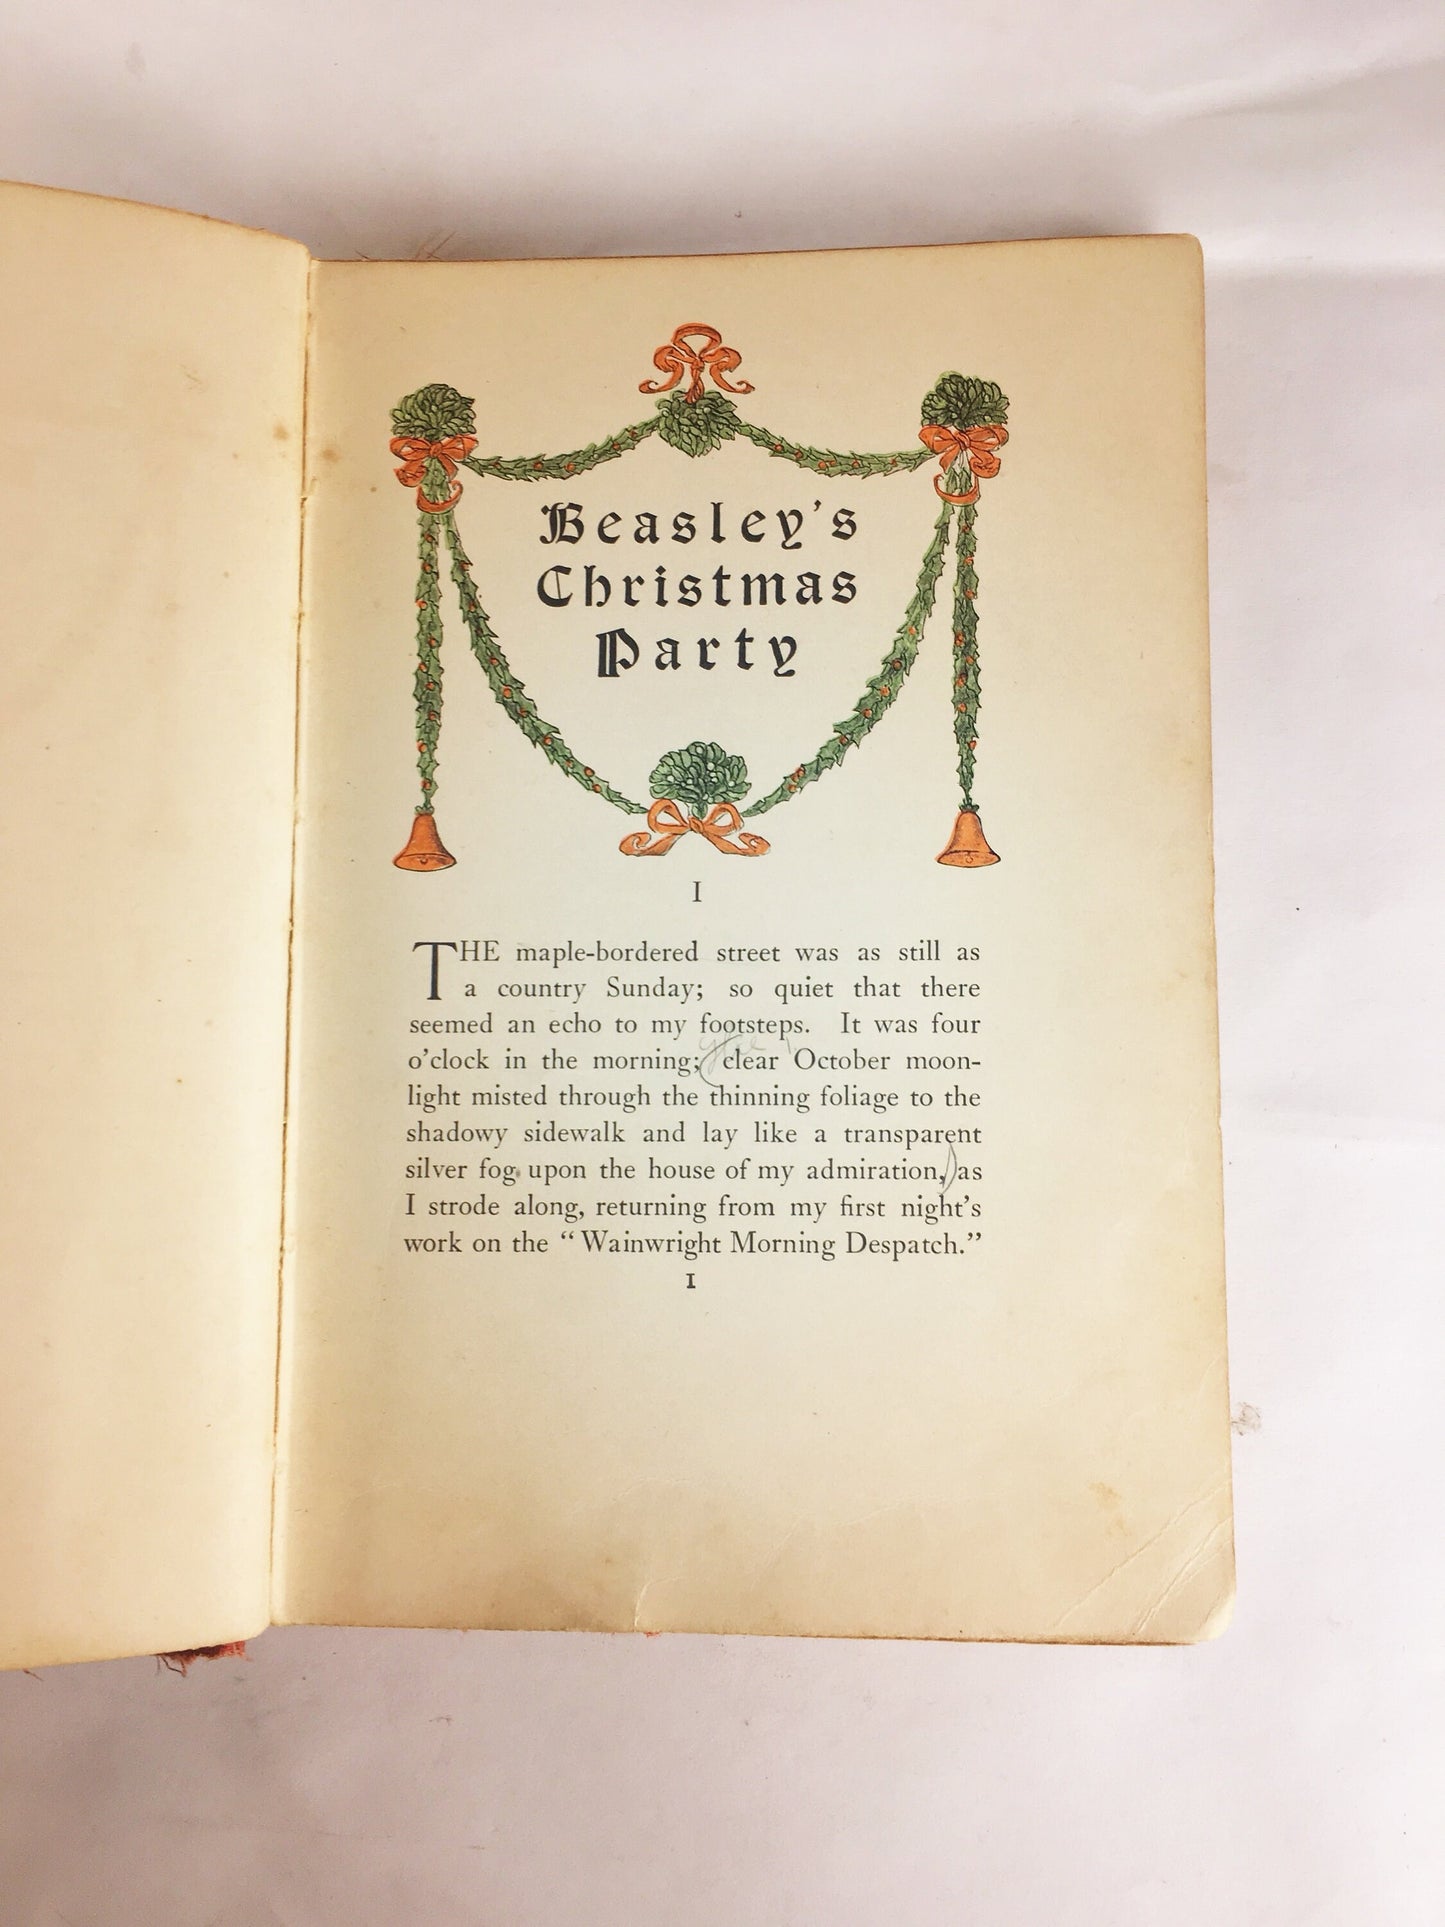 Beasley's
Christmas
Party
I
THE maple-bordered street was as still as
a country Sunday; so quiet that there
seemed an echo to my footsteps. It was four
o'clock in the morning; clear October moon-
light misted through the thinning foliage to the
shadowy sidewalk and lay like a transparent
silver fog upon the house of my admiration, as
I strode along, returning from my first night's
work on the “Wainwright Morning Despatch.”
1